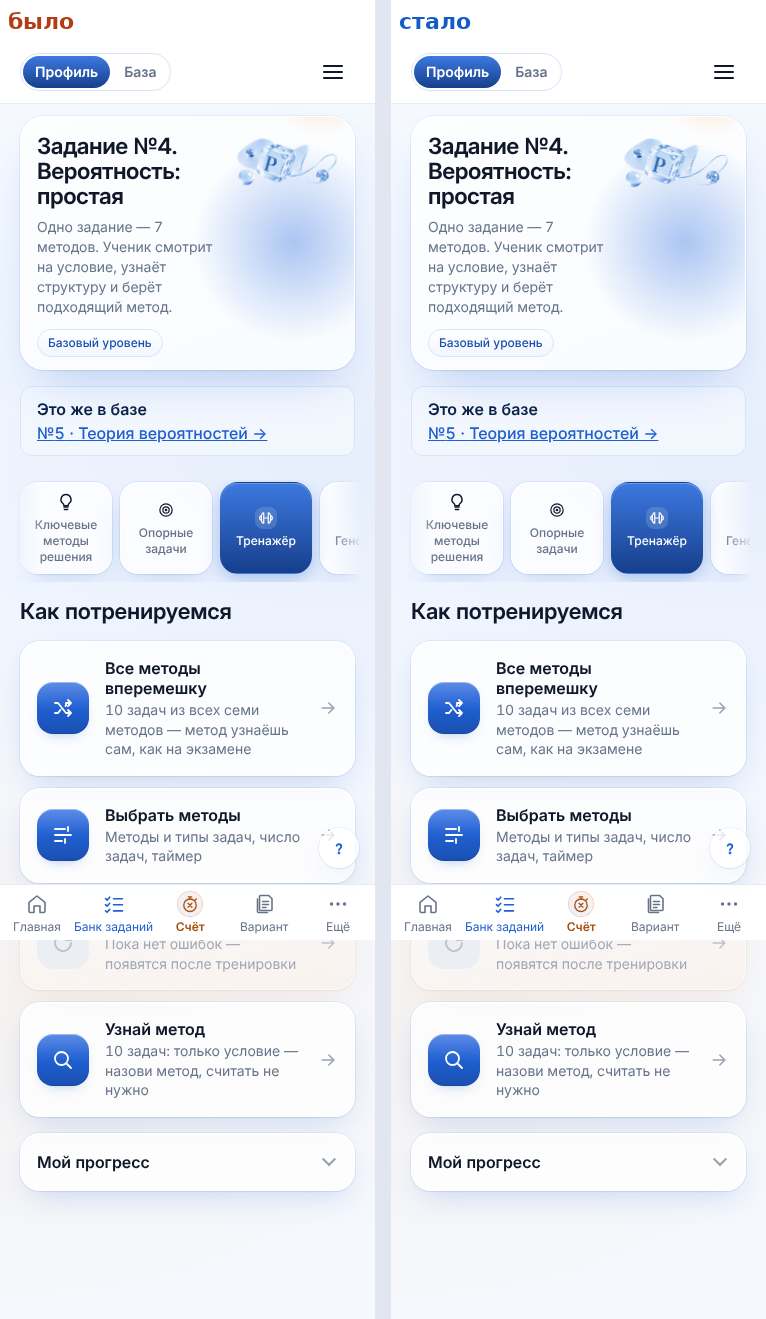 было
Профиль База
Задание №4.
Вероятность:
простая
Одно задание — 7
методов. Ученик смотрит
на условие, узнаёт
структуру и берёт
подходящий метод.
Базовый уровень
Это же в базе
№5 · Теория вероятностей →
Ключевые
методы
решения
Опорные
задачи
Тренажёр
Как потренируемся
Все методы
вперемешку
10 задач из всех семи
методов — метод узнаёшь
сам, как на экзамене
Выбрать методы
Методы и типы задач, число
задач, таймер
?
Главная Банк заданий Счёт Вариант Ещё
Пока нет ошибок —
появятся после тренировки
Узнай метод
10 задач: только условие —
назови метод, считать не
нужно
Мой прогресс
стало
Профиль База
Задание №4.
Вероятность:
простая
Одно задание — 7
методов. Ученик смотрит
на условие, узнаёт
структуру и берёт
подходящий метод.
Базовый уровень
Это же в базе
№5 · Теория вероятностей →
Ключевые
методы
решения
Опорные
задачи
Тренажёр
Как потренируемся
Все методы
вперемешку
10 задач из всех семи
методов — метод узнаёшь
сам, как на экзамене
Выбрать методы
Методы и типы задач, число
задач, таймер
?
Главная Банк заданий Счёт Вариант Ещё
Пока нет ошибок —
появятся после тренировки
Узнай метод
10 задач: только условие —
назови метод, считать не
нужно
Мой прогресс